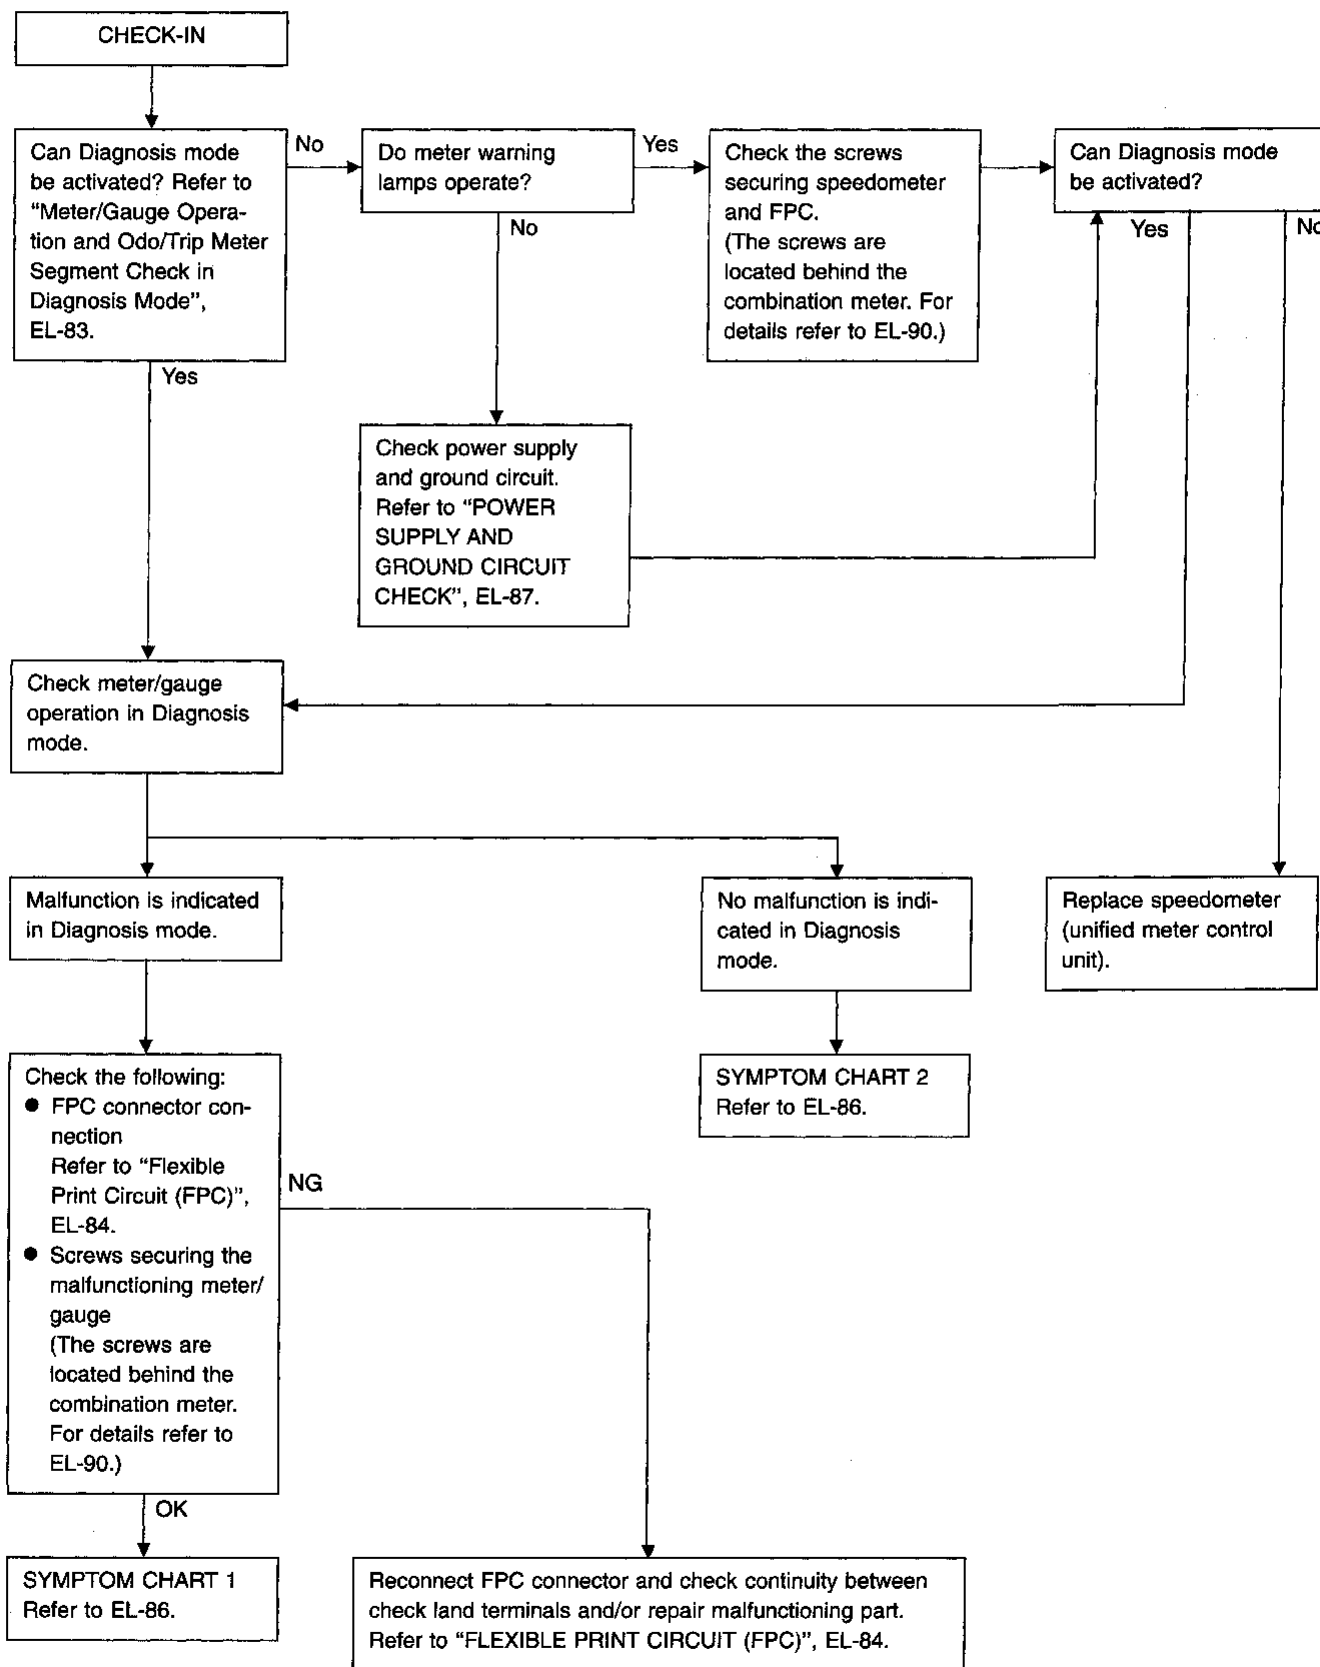 CHECK-IN
Can Diagnosis mode
be activated? Refer to
“Meter/Gauge Opera-
tion and Odo/Trip Meter
Segment Check in
Diagnosis Mode”,
EL-83.
No
Do meter warning
lamps operate?
Yes
Check the screws
securing speedometer
and FPC.
(The screws are
located behind the
combination meter. For
details refer to EL-90.)
Can Diagnosis mode
be activated?
Yes
No
No
Yes
Check power supply
and ground circuit.
Refer to “POWER
SUPPLY AND
GROUND CIRCUIT
CHECK”, EL-87.
Check meter/gauge
operation in Diagnosis
mode.
Malfunction is indicated
in Diagnosis mode.
No malfunction is indi-
cated in Diagnosis
mode.
Replace speedometer
(unified meter control
unit).
Check the following:
● FPC connector con-
nection
Refer to “Flexible
Print Circuit (FPC)”,
EL-84.
● Screws securing the
malfunctioning meter/
gauge
(The screws are
located behind the
combination meter.
For details refer to
EL-90.)
NG
SYMPTOM CHART 2
Refer to EL-86.
OK
SYMPTOM CHART 1
Refer to EL-86.
Reconnect FPC connector and check continuity between
check land terminals and/or repair malfunctioning part.
Refer to “FLEXIBLE PRINT CIRCUIT (FPC)”, EL-84.